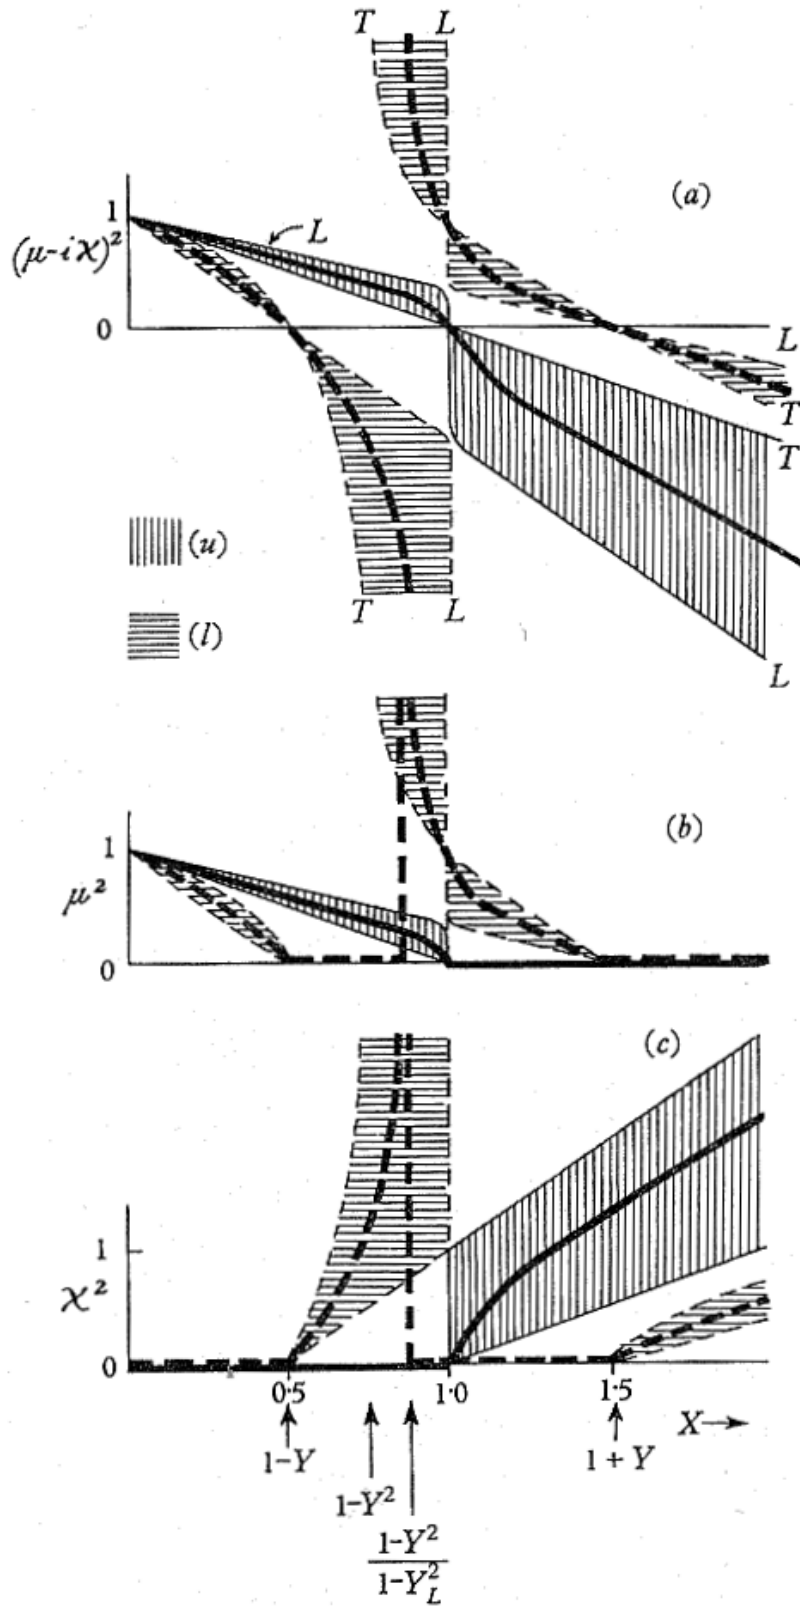 T L
(a)
1
(μ-iχ)²
L
0
L
T
T
(u)
(l)
T L
L
(b)
1
μ²
0
(c)
1
χ²
0
0·5 1·0 1·5
X→
1-Y 1+Y
1-Y²
1-Y²
1-Y²_L